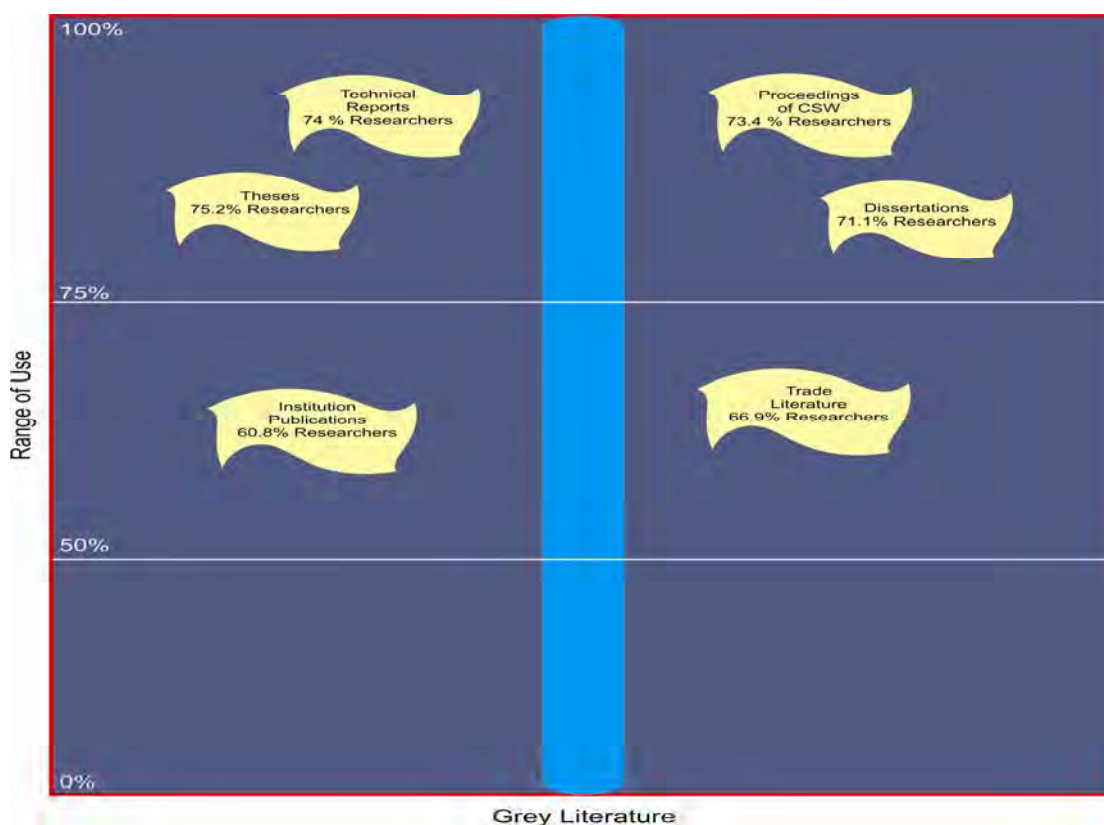 100%
Technical
Reports
74 % Researchers
Proceedings
of CSW
73.4 % Researchers
Theses
75.2% Researchers
Dissertations
71.1% Researchers
75%
Range of Use
Institution
Publications
60.8% Researchers
Trade
Literature
66.9% Researchers
50%
0%
Grey Literature